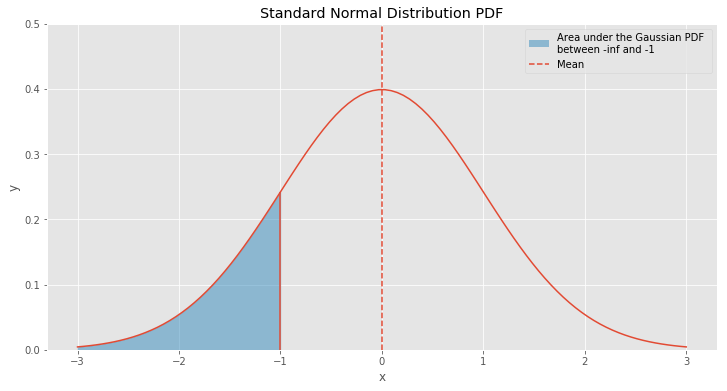 Standard Normal Distribution PDF
Area under the Gaussian PDF
between -inf and -1
Mean
y
0.5
0.4
0.3
0.2
0.1
0.0
−3
−2
−1
0
1
2
3
x